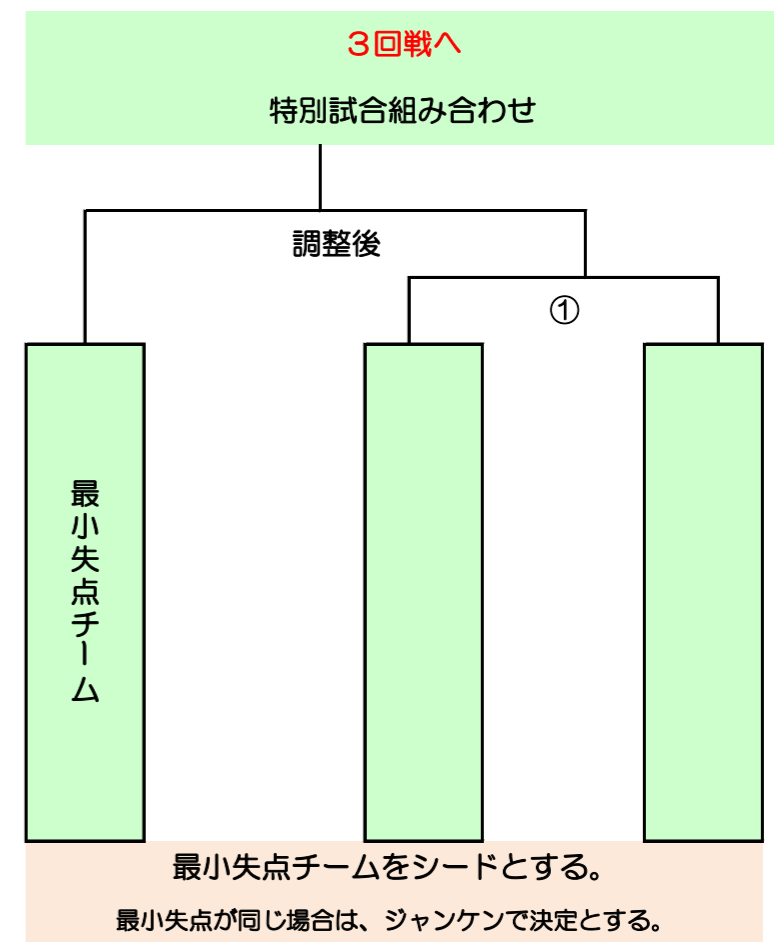 3回戦へ
特別試合組み合わせ
調整後
①
最小失点チーム
最小失点チームをシードとする。
最小失点が同じ場合は、ジャンケンで決定とする。